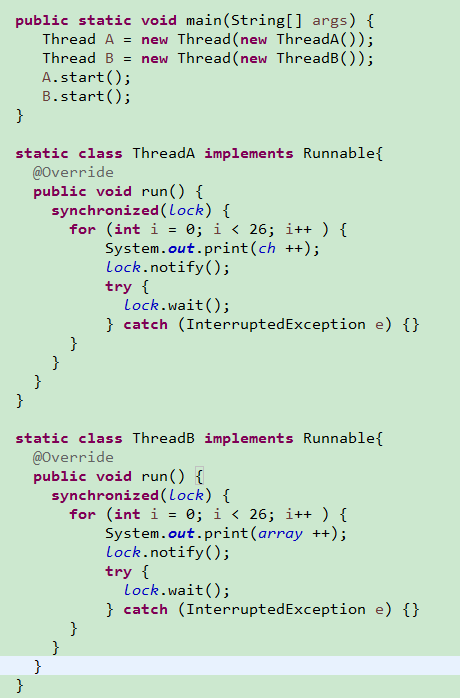 public static void main(String[] args) {
Thread A = new Thread(new ThreadA());
Thread B = new Thread(new ThreadB());
A.start();
B.start();
}
static class ThreadA implements Runnable{
@Override
public void run() {
synchronized(lock) {
for (int i = 0; i < 26; i++ ) {
System.out.print(ch ++);
lock.notify();
try {
lock.wait();
} catch (InterruptedException e) {}
}
}
}
}
static class ThreadB implements Runnable{
@Override
public void run() {
synchronized(lock) {
for (int i = 0; i < 26; i++ ) {
System.out.print(array ++);
lock.notify();
try {
lock.wait();
} catch (InterruptedException e) {}
}
}
}
}